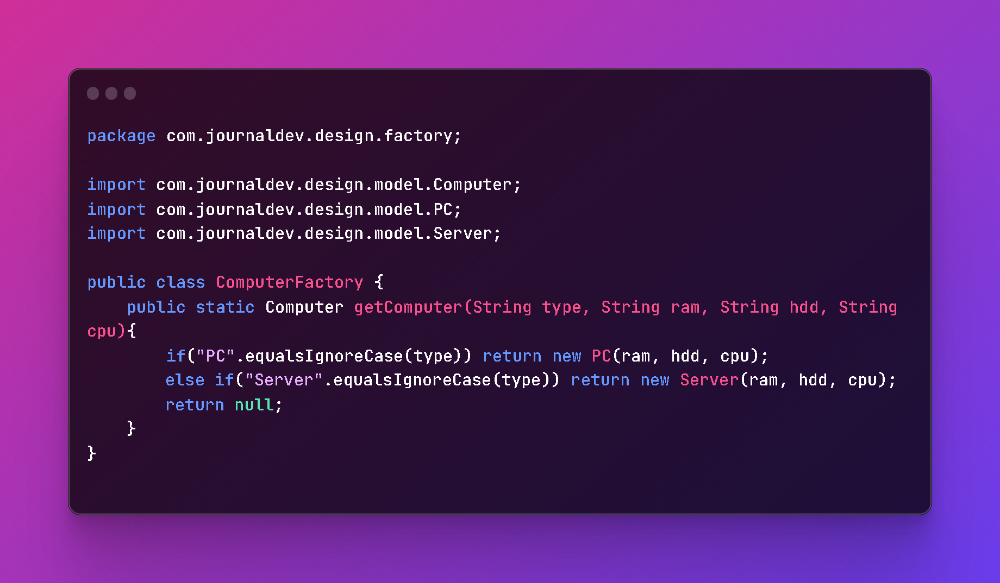 package com.journaldev.design.factory;
import com.journaldev.design.model.Computer;
import com.journaldev.design.model.PC;
import com.journaldev.design.model.Server;
public class ComputerFactory {
    public static Computer getComputer(String type, String ram, String hdd, String
cpu){
        if("PC".equalsIgnoreCase(type)) return new PC(ram, hdd, cpu);
        else if("Server".equalsIgnoreCase(type)) return new Server(ram, hdd, cpu);
        return null;
    }
}